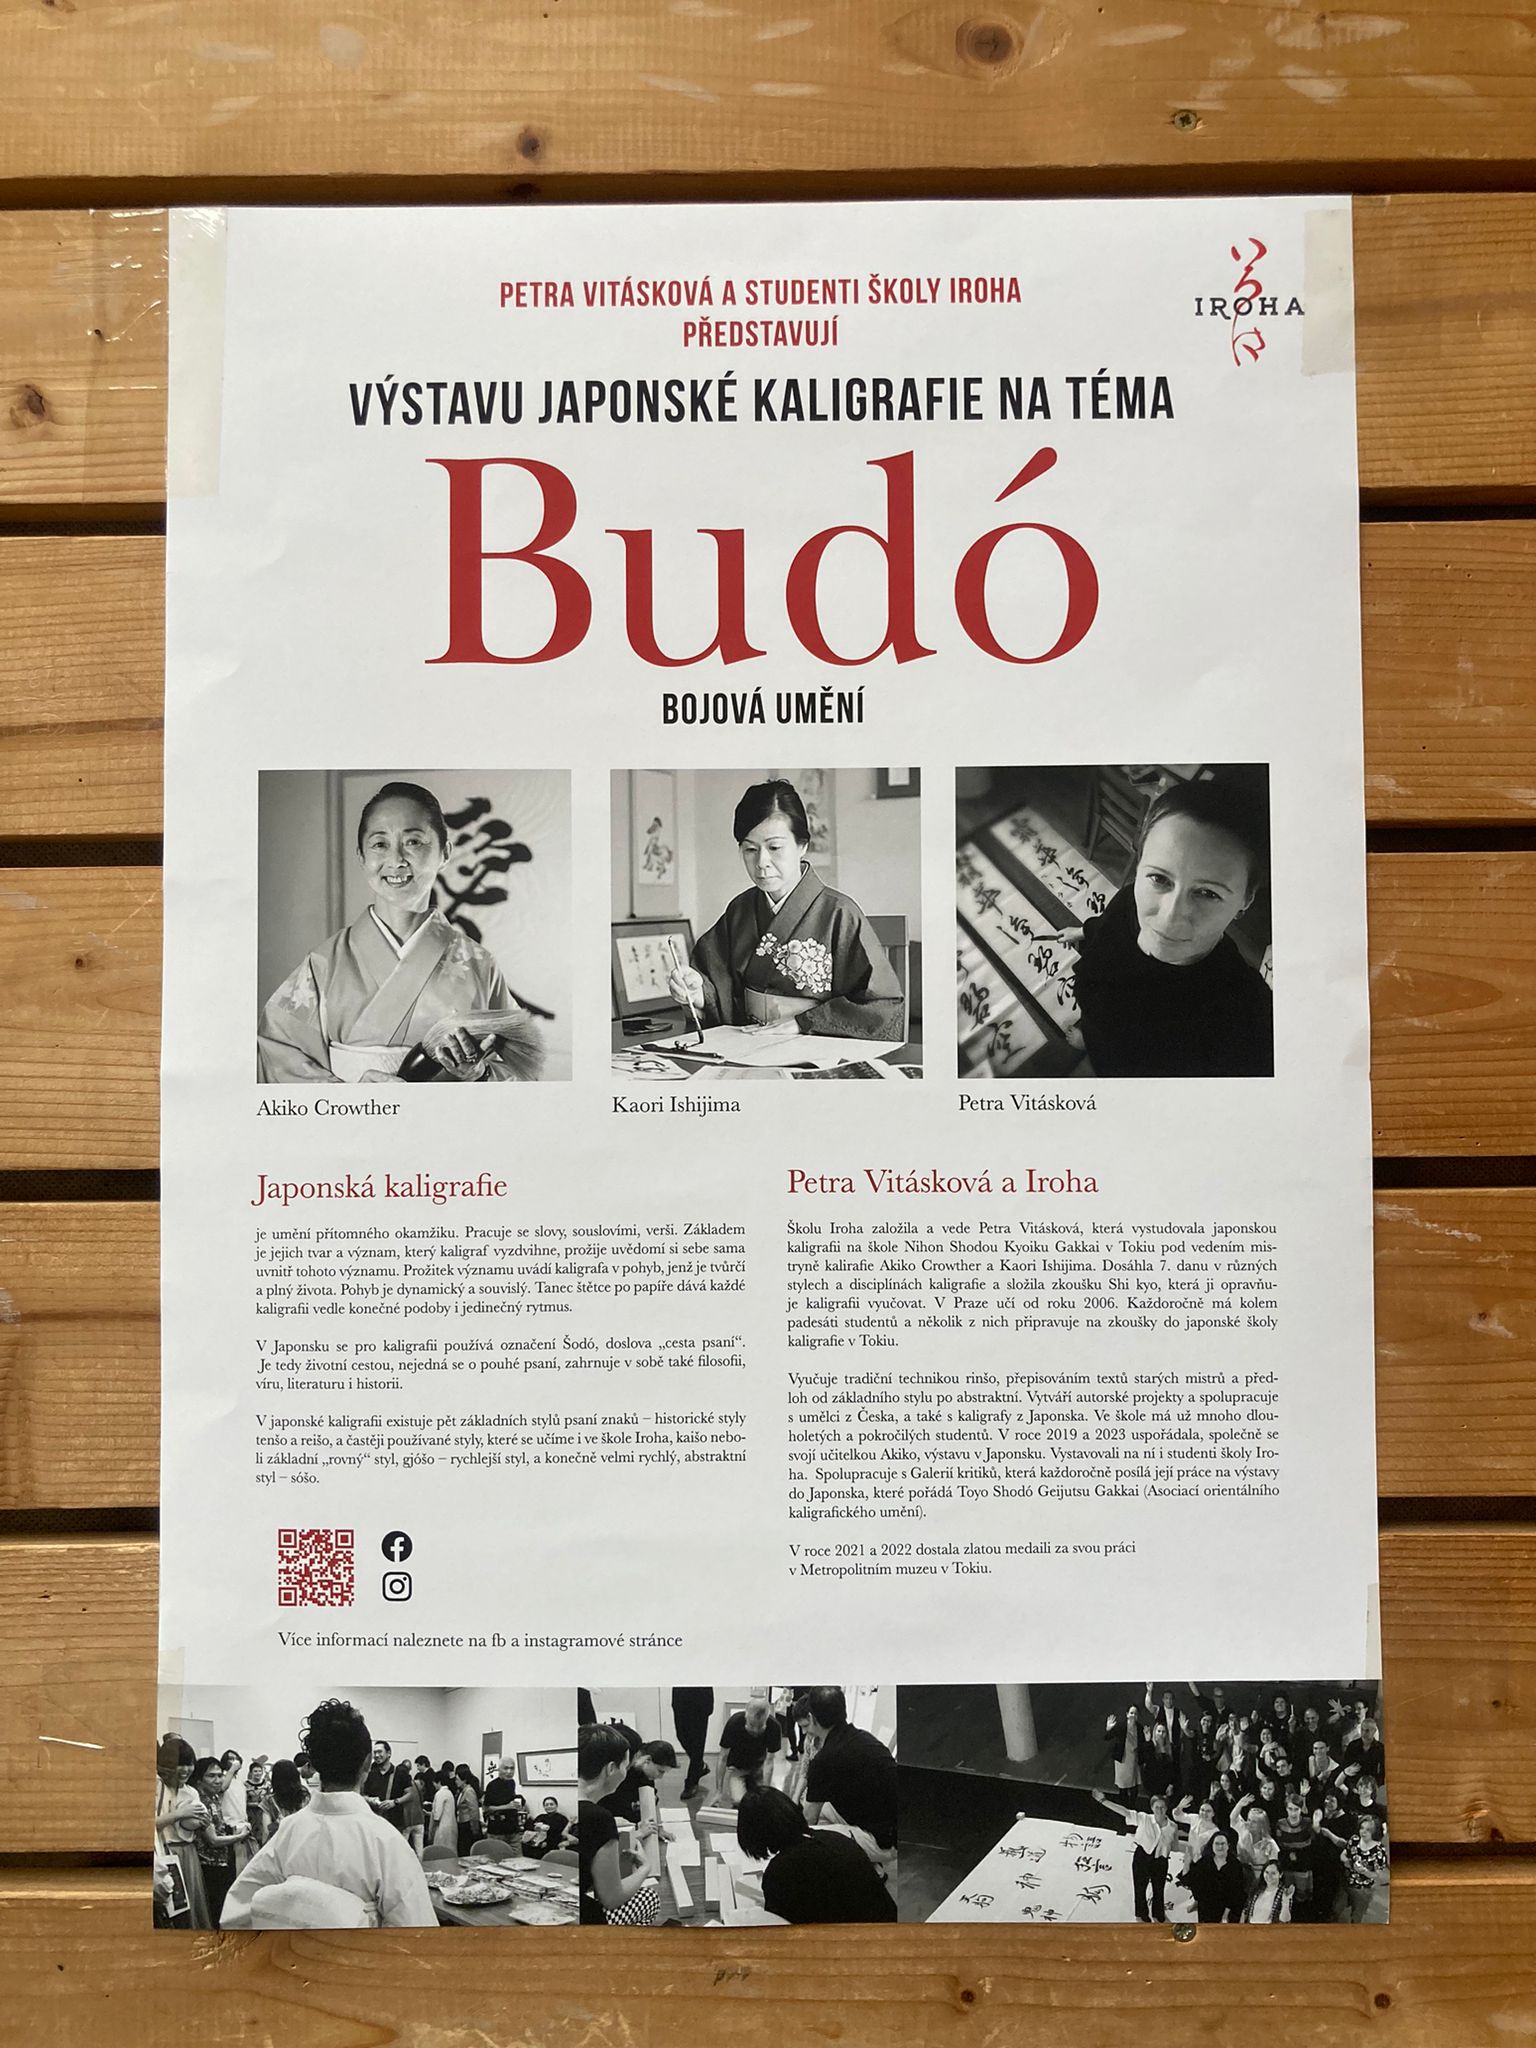 PETRA VITÁSKOVÁ A STUDENTI ŠKOLY IROHA
PŘEDSTAVUJÍ
いろは
IROHA
VÝSTAVU JAPONSKÉ KALIGRAFIE NA TÉMA
Budó
BOJOVÁ UMĚNÍ
Akiko Crowther
Kaori Ishijima
Petra Vitásková
Japonská kaligrafie
je umění přítomného okamžiku. Pracuje se slovy, souslovími, verši. Základem
je jejich tvar a význam, který kaligraf vyzdvihne, prožije uvědomí si sebe sama
uvnitř tohoto významu. Prožitek významu uvádí kaligrafa v pohyb, jenž je tvůrčí
a plný života. Pohyb je dynamický a souvislý. Tanec štětce po papíře dává každé
kaligrafii vedle konečné podoby i jedinečný rytmus.
V Japonsku se pro kaligrafii používá označení Šodó, doslova „cesta psaní“.
Je tedy životní cestou, nejedná se o pouhé psaní, zahrnuje v sobě také filosofii,
víru, literaturu i historii.
V japonské kaligrafii existuje pět základních stylů psaní znaků – historické styly
tenšo a reišo, a častěji používané styly, které se učíme i ve škole Iroha, kaišo nebo-
li základní „rovný“ styl, gjóšo – rychlejší styl, a konečně velmi rychlý, abstraktní
styl – sóšo.
Petra Vitásková a Iroha
Školu Iroha založila a vede Petra Vitásková, která vystudovala japonskou
kaligrafii na škole Nihon Shodou Kyoiku Gakkai v Tokiu pod vedením mis-
tryně kalirafie Akiko Crowther a Kaori Ishijima. Dosáhla 7. danu v různých
stylech a disciplínách kaligrafie a složila zkoušku Shi kyo, která ji opravňu-
je kaligrafii vyučovat. V Praze učí od roku 2006. Každoročně má kolem
padesáti studentů a několik z nich připravuje na zkoušky do japonské školy
kaligrafie v Tokiu.
Vyučuje tradiční technikou rinšo, přepisováním textů starých mistrů a před-
loh od základního stylu po abstraktní. Vytváří autorské projekty a spolupracuje
s umělci z Česka, a také s kaligrafy z Japonska. Ve škole má už mnoho dlou-
holetých a pokročilých studentů. V roce 2019 a 2023 uspořádala, společně se
svojí učitelkou Akiko, výstavu v Japonsku. Vystavovali na ní i studenti školy Iro-
ha. Spolupracuje s Galerií kritiků, která každoročně posílá její práce na výstavy
do Japonska, které pořádá Toyo Shodó Geijutsu Gakkai (Asociací orientálního
kaligrafického umění).
V roce 2021 a 2022 dostala zlatou medaili za svou práci
v Metropolitním muzeu v Tokiu.
Více informací naleznete na fb a instagramové stránce